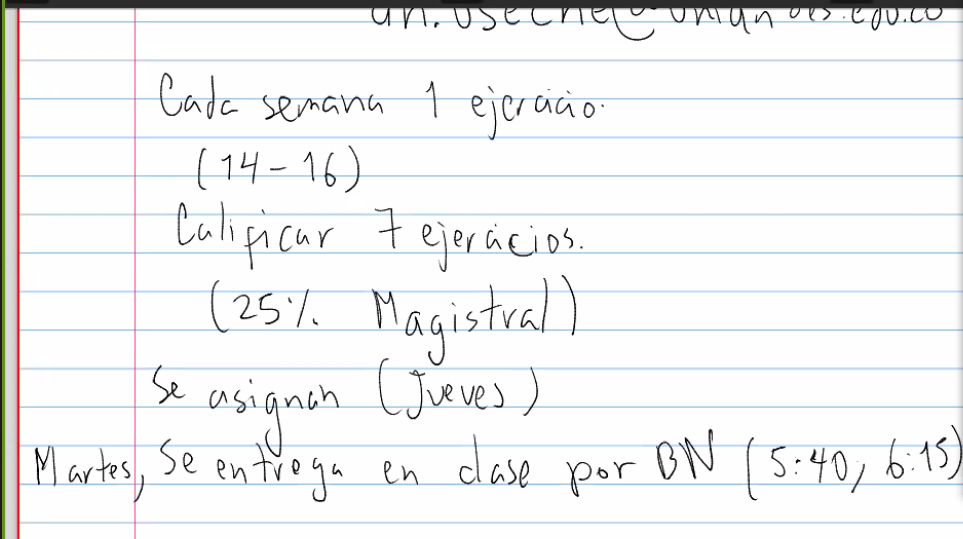 Cada semana 1 ejercicio.
(14-16)
Calificar 7 ejercicios.
(25% Magistral)
Se asignan (Jueves)
Martes, Se entrega en clase por BN (5:40, 6:15)